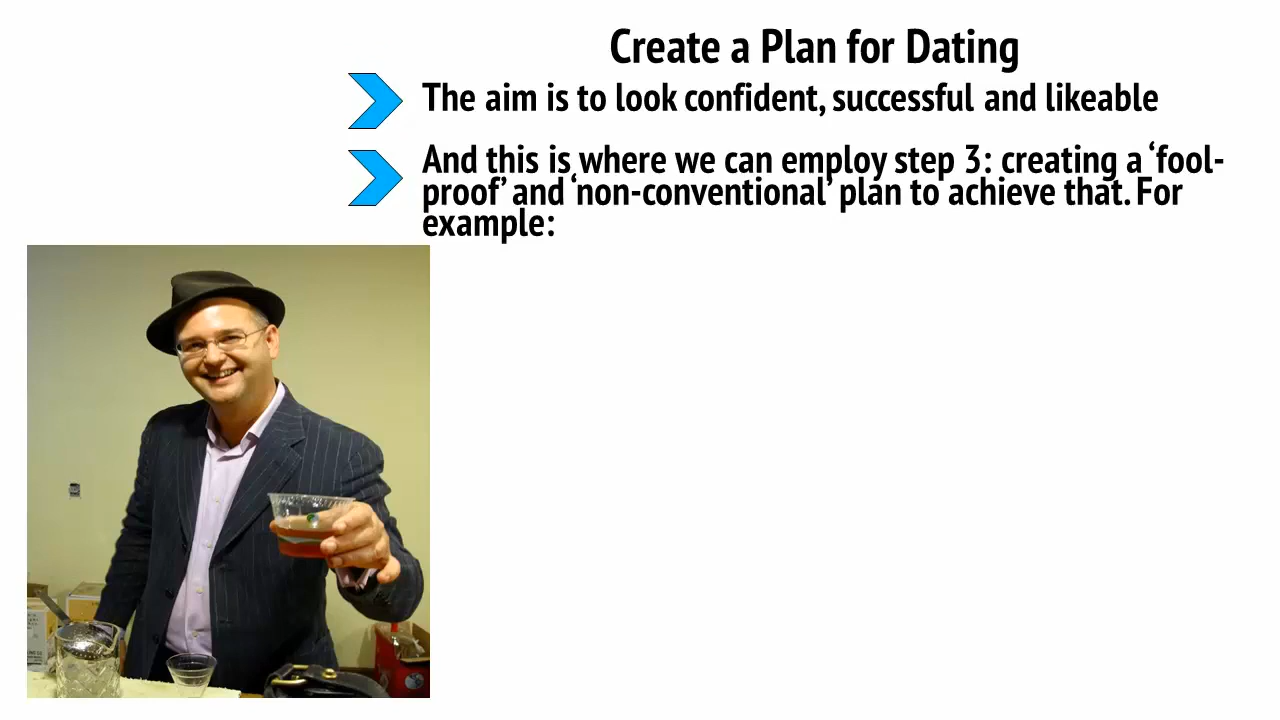 Create a Plan for Dating
The aim is to look confident, successful and likeable
And this is where we can employ step 3: creating a ‘fool-
proof’ and ‘non-conventional’ plan to achieve that. For
example: